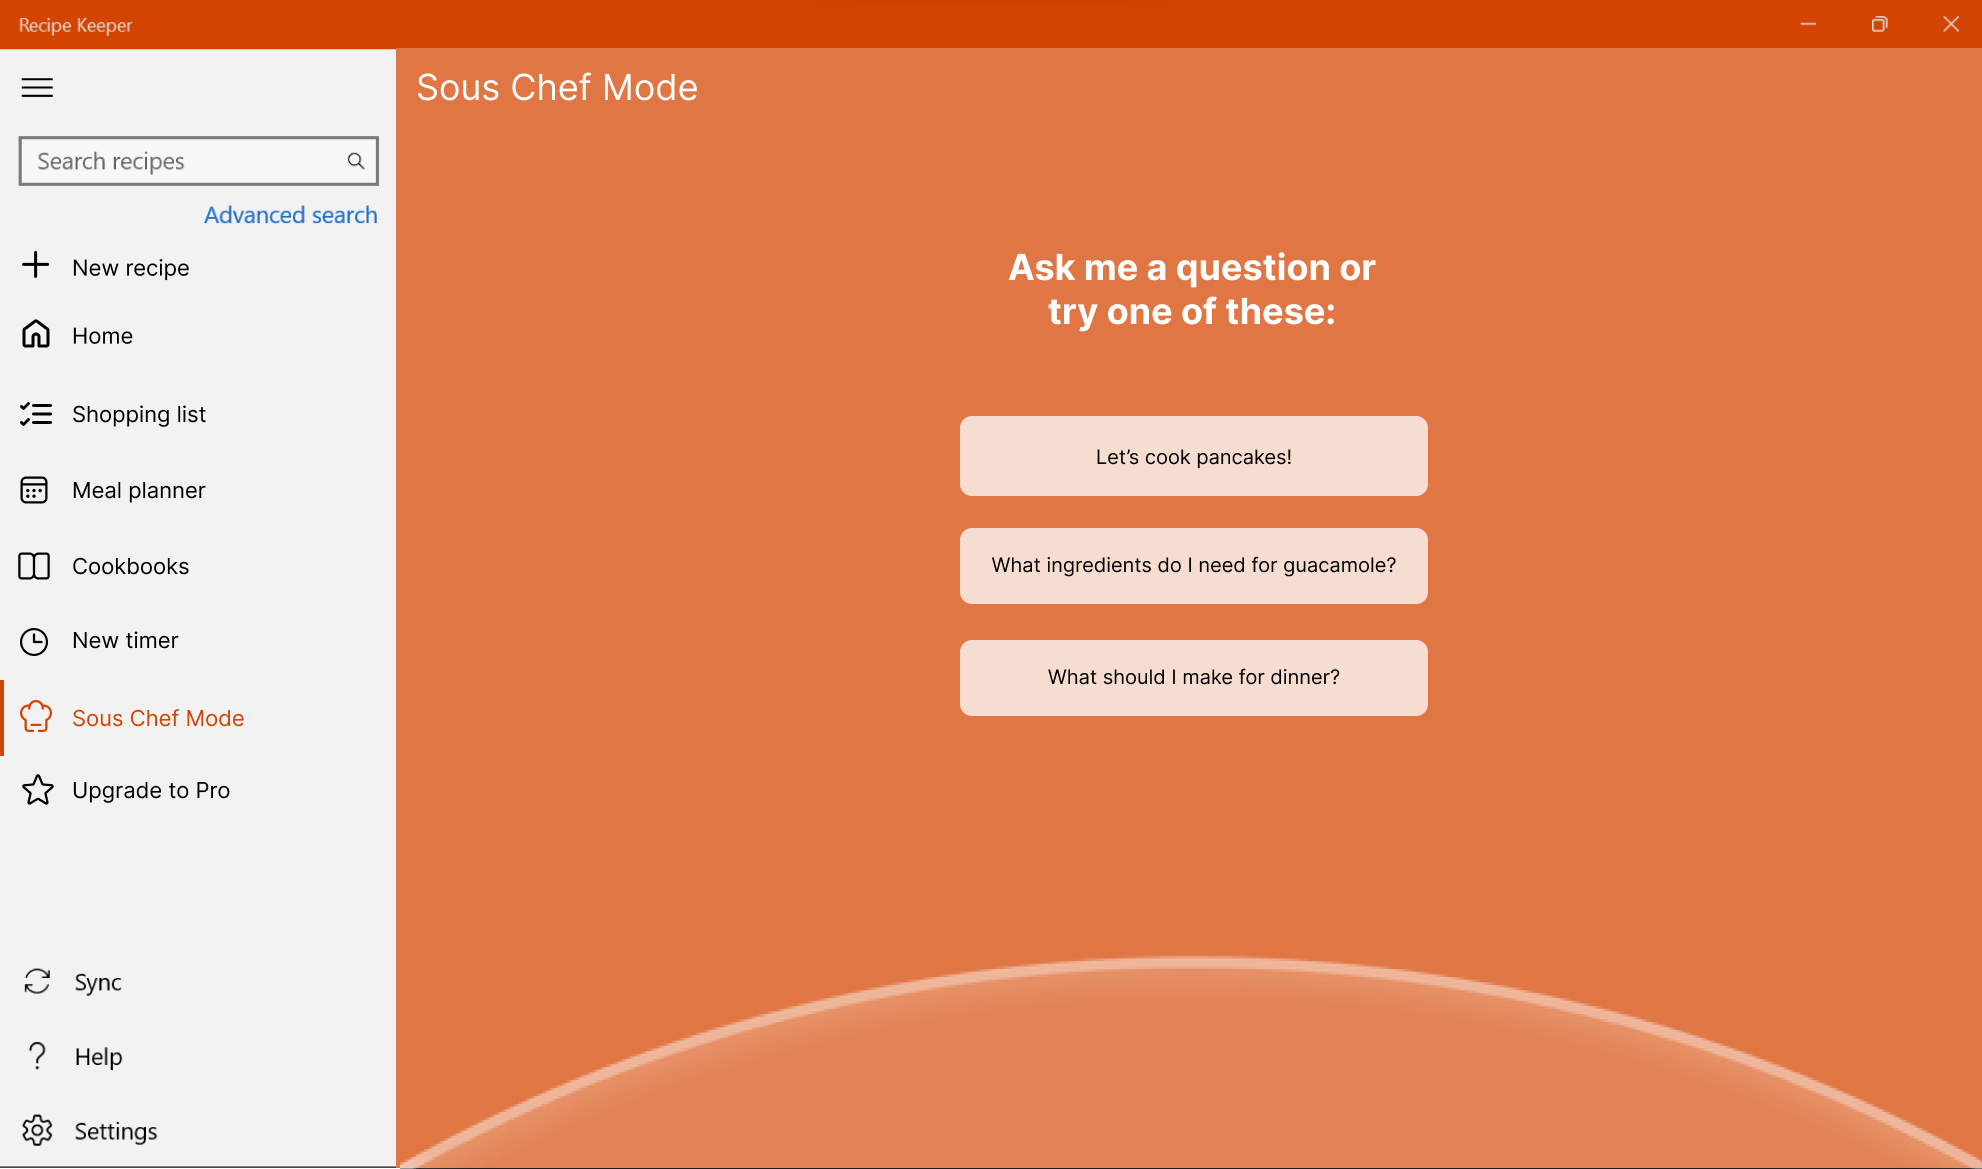 Recipe Keeper
Search recipes
Advanced search
New recipe
Home
Shopping list
Meal planner
Cookbooks
New timer
Sous Chef Mode
Upgrade to Pro
Sync
Help
Settings
Sous Chef Mode
Ask me a question or
try one of these:
Let’s cook pancakes!
What ingredients do I need for guacamole?
What should I make for dinner?